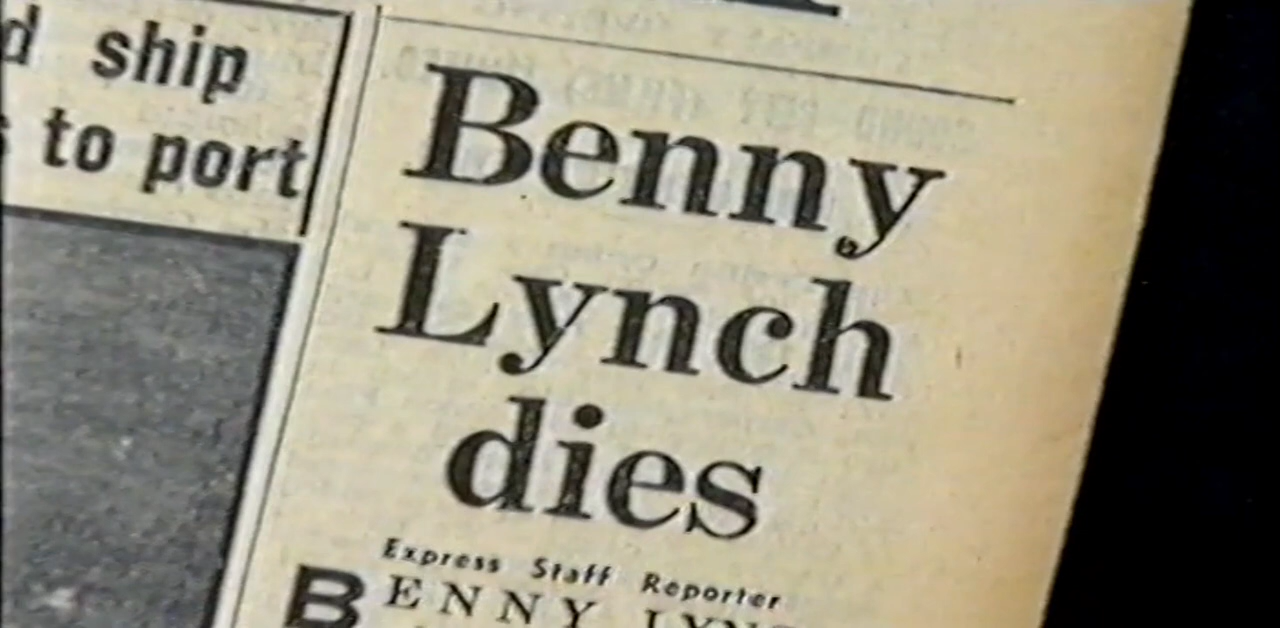 d ship
to port
Benny
Lynch
dies
Express Staff Reporter
BENNY